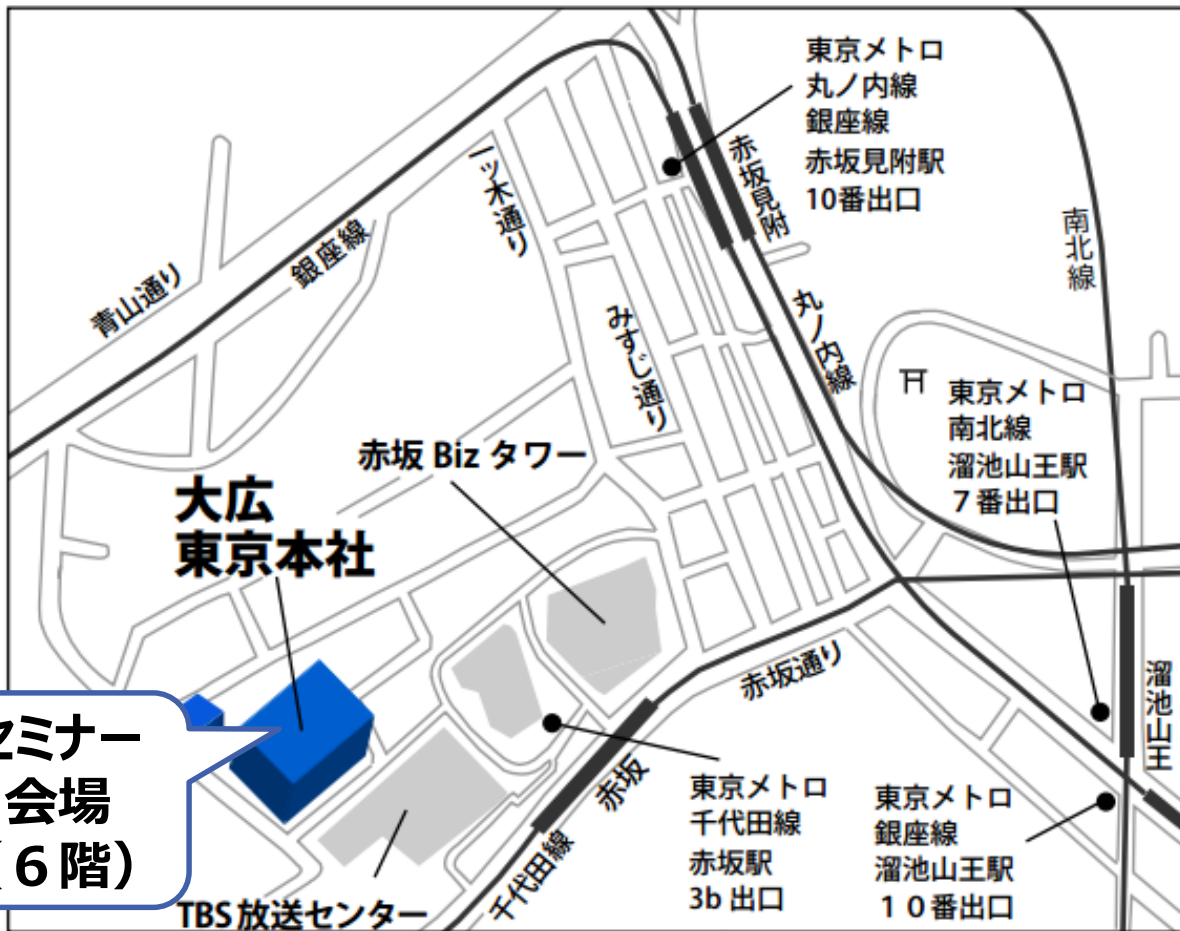 東京メトロ
丸ノ内線
銀座線
赤坂見附駅
10番出口
赤坂見附
一ツ木通り
南北線
銀座線
青山通り
丸ノ内線
みすじ通り
東京メトロ
南北線
溜池山王駅
７番出口
赤坂 Biz タワー
大広
東京本社
赤坂通り
溜池山王
セミナー
会場
（６階）
赤坂
東京メトロ
千代田線
赤坂駅
3b 出口
東京メトロ
銀座線
溜池山王駅
１０番出口
千代田線
TBS 放送センター